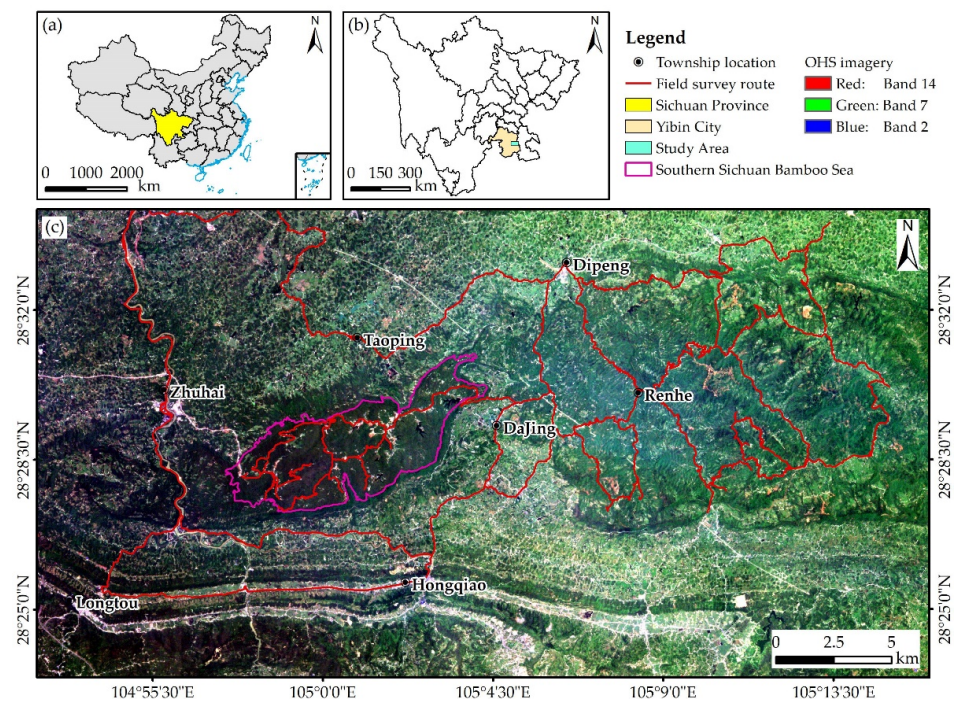 (a)
N
0 1000 2000
km
(b)
N
0 150 300
km
Legend
Township location
Field survey route
Sichuan Province
Yibin City
Study Area
Southern Sichuan Bamboo Sea
OHS imagery
Red: Band 14
Green: Band 7
Blue: Band 2
(c)
N
Dipeng
Taoping
Zhuhai
Renhe
DaJing
Hongqiao
Longtou
28°32'0"N
28°28'30"N
28°25'0"N
28°32'0"N
28°28'30"N
28°25'0"N
0 2.5 5
km
104°55'30"E
105°0'0"E
105°4'30"E
105°9'0"E
105°13'30"E